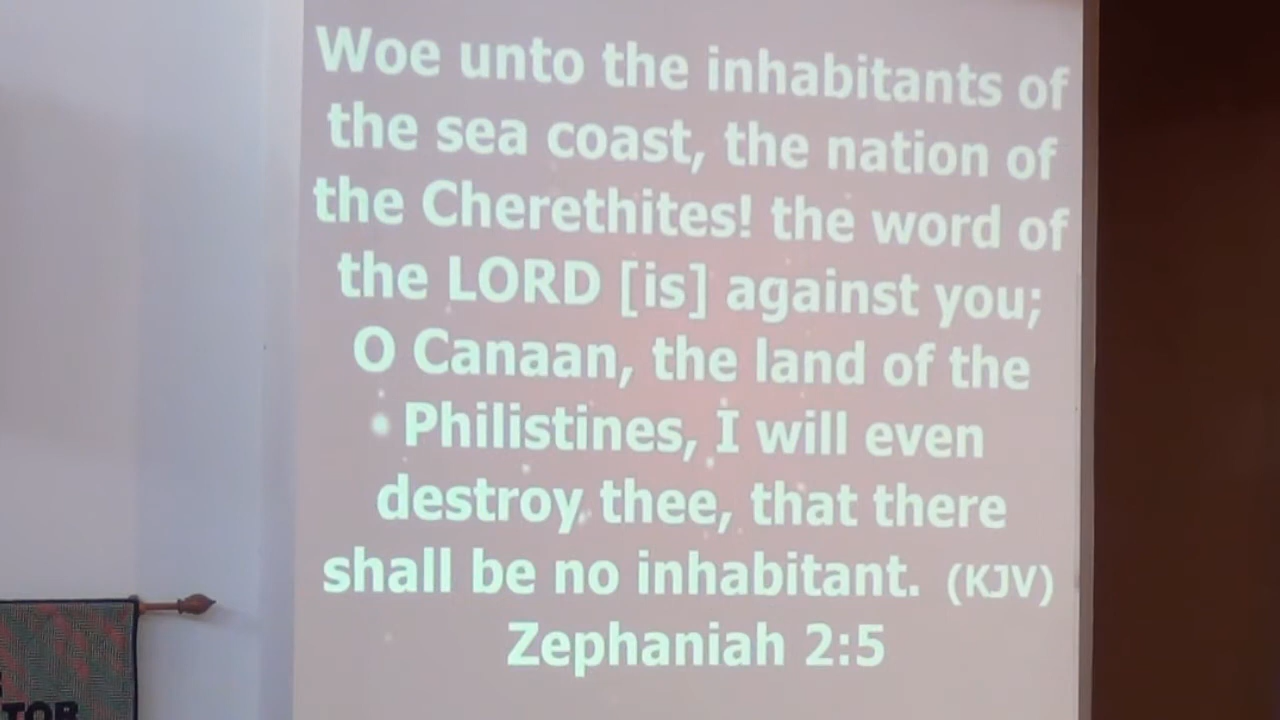 Woe unto the inhabitants of
the sea coast, the nation of
the Cherethites! the word of
the LORD [is] against you;
O Canaan, the land of the
Philistines, I will even
destroy thee, that there
shall be no inhabitant. (KJV)
Zephaniah 2:5